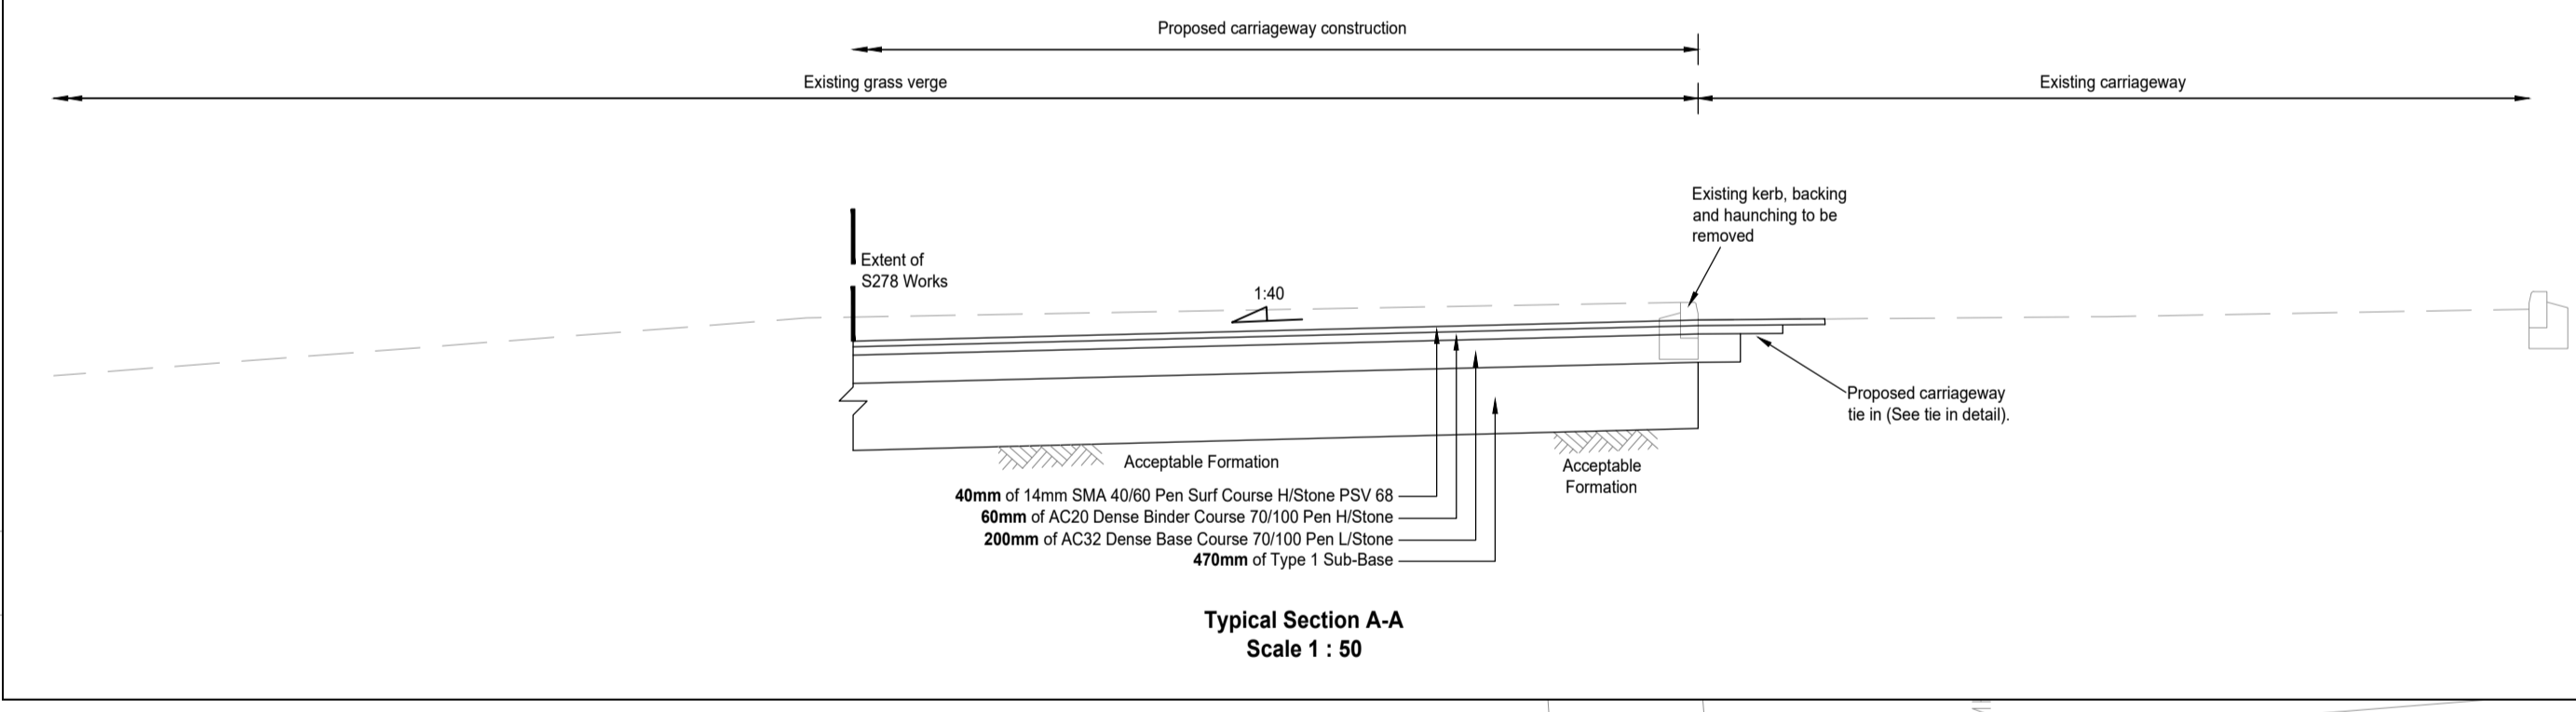 Proposed carriageway construction
Existing grass verge
Existing carriageway
Existing kerb, backing
and haunching to be
removed
Extent of
S278 Works
1:40
Proposed carriageway
tie in (See tie in detail).
Acceptable Formation
Acceptable
Formation
40mm of 14mm SMA 40/60 Pen Surf Course H/Stone PSV 68
60mm of AC20 Dense Binder Course 70/100 Pen H/Stone
200mm of AC32 Dense Base Course 70/100 Pen L/Stone
470mm of Type 1 Sub-Base
Typical Section A-A
Scale 1 : 50